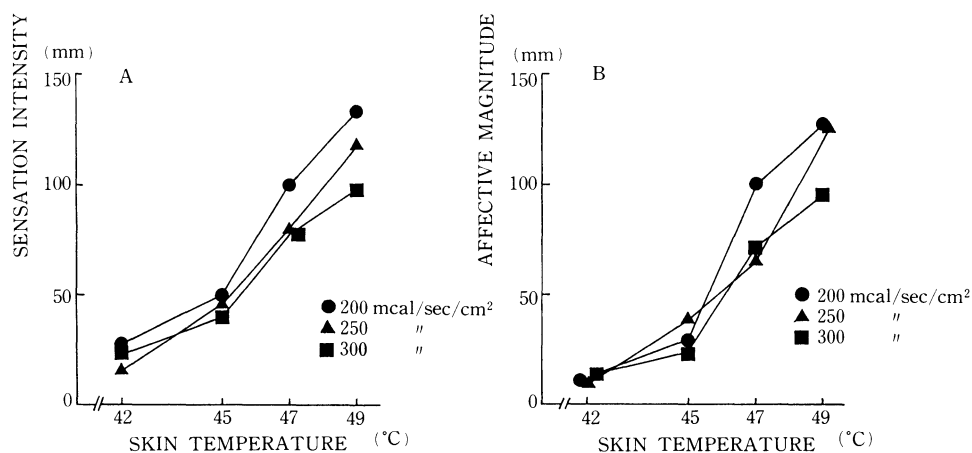 SENSATION INTENSITY
(mm)
A
150
100
50
0
42 45 47 49
SKIN TEMPERATURE (°C)
200 mcal/sec/cm²
250 〃
300 〃
AFFECTIVE MAGNITUDE
(mm)
B
150
100
50
0
42 45 47 49
SKIN TEMPERATURE (°C)
200 mcal/sec/cm²
250 〃
300 〃